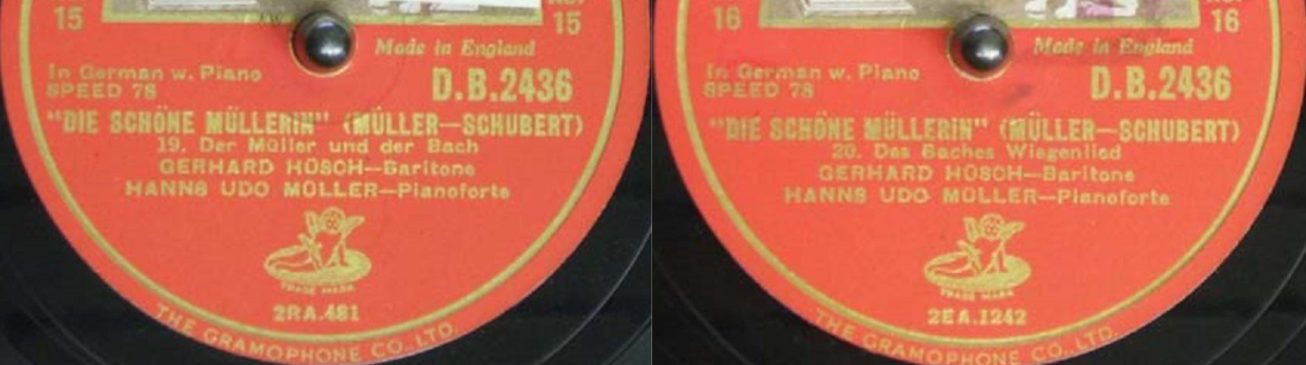 15
15
Made in England
In German w. Piano
SPEED 78
D.B.2436
"DIE SCHÖNE MÜLLERIN" (MÜLLER—SCHUBERT)
19. Der Müller und der Bach
GERHARD HÜSCH—Baritone
HANNS UDO MÜLLER—Pianoforte
TRADE MARK
2RA.481
THE GRAMOPHONE CO., LTD.
16
16
Made in England
In German w. Piano
SPEED 78
D.B.2436
"DIE SCHÖNE MÜLLERIN" (MÜLLER—SCHUBERT)
20. Des Baches Wiegenlied
GERHARD HÜSCH—Baritone
HANNS UDO MÜLLER—Pianoforte
TRADE MARK
2EA.1242
THE GRAMOPHONE CO., LTD.